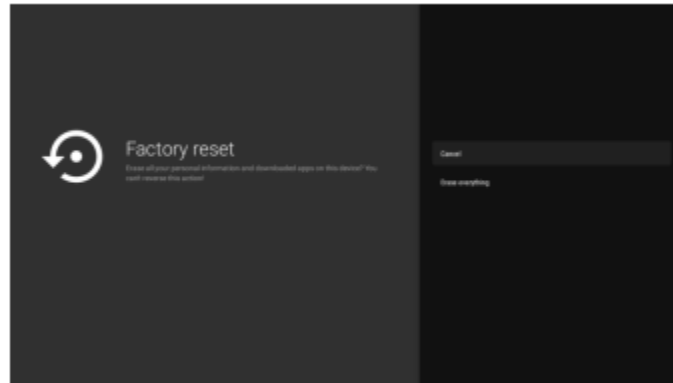 Factory reset
Erase all your personal information and downloaded apps on this device? You
can't reverse this action!
Cancel
Erase everything